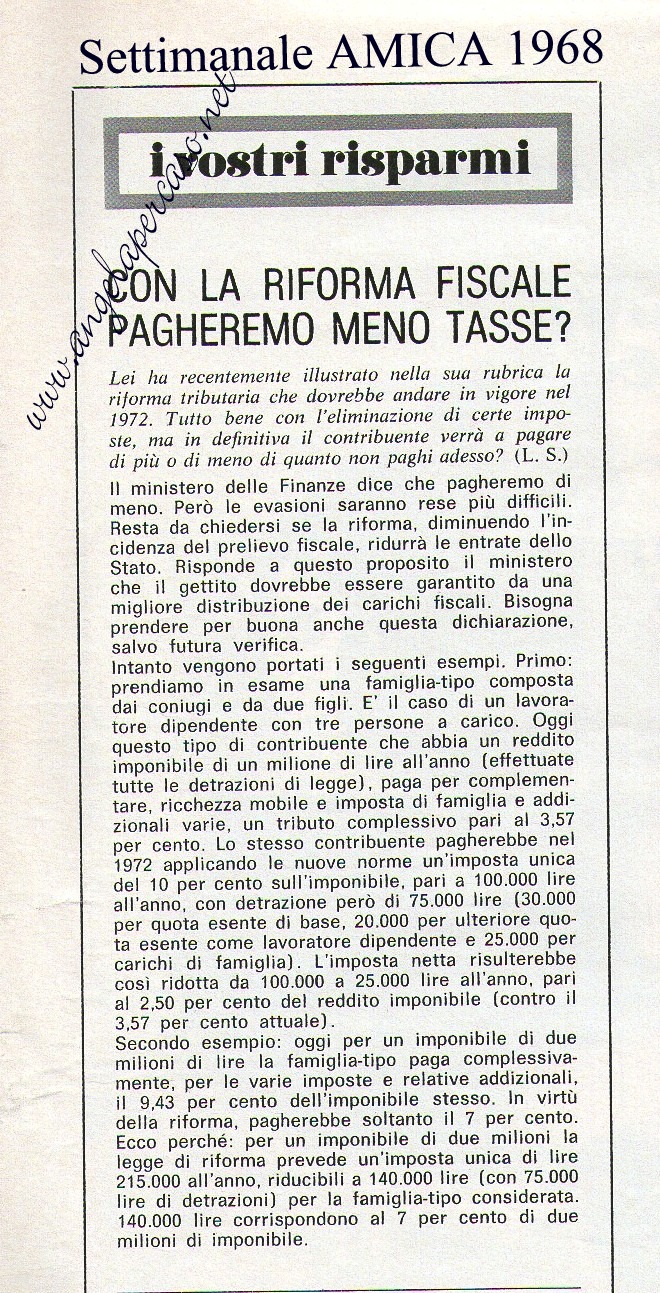 Settimanale AMICA 1968
www.angelapercaso.net
i vostri risparmi
CON LA RIFORMA FISCALE
PAGHEREMO MENO TASSE?
Lei ha recentemente illustrato nella sua rubrica la
riforma tributaria che dovrebbe andare in vigore nel
1972. Tutto bene con l'eliminazione di certe impo-
ste, ma in definitiva il contribuente verrà a pagare
di più o di meno di quanto non paghi adesso? (L. S.)
Il ministero delle Finanze dice che pagheremo di
meno. Però le evasioni saranno rese più difficili.
Resta da chiedersi se la riforma, diminuendo l'in-
cidenza del prelievo fiscale, ridurrà le entrate dello
Stato. Risponde a questo proposito il ministero
che il gettito dovrebbe essere garantito da una
migliore distribuzione dei carichi fiscali. Bisogna
prendere per buona anche questa dichiarazione,
salvo futura verifica.
Intanto vengono portati i seguenti esempi. Primo:
prendiamo in esame una famiglia-tipo composta
dai coniugi e da due figli. E' il caso di un lavora-
tore dipendente con tre persone a carico. Oggi
questo tipo di contribuente che abbia un reddito
imponibile di un milione di lire all'anno (effettuate
tutte le detrazioni di legge), paga per complemen-
tare, ricchezza mobile e imposta di famiglia e addi-
zionali varie, un tributo complessivo pari al 3,57
per cento. Lo stesso contribuente pagherebbe nel
1972 applicando le nuove norme un'imposta unica
del 10 per cento sull'imponibile, pari a 100.000 lire
all'anno, con detrazione però di 75.000 lire (30.000
per quota esente di base, 20.000 per ulteriore quo-
ta esente come lavoratore dipendente e 25.000 per
carichi di famiglia). L'imposta netta risulterebbe
così ridotta da 100.000 a 25.000 lire all'anno, pari
al 2,50 per cento del reddito imponibile (contro il
3,57 per cento attuale).
Secondo esempio: oggi per un imponibile di due
milioni di lire la famiglia-tipo paga complessiva-
mente, per le varie imposte e relative addizionali,
il 9,43 per cento dell'imponibile stesso. In virtù
della riforma, pagherebbe soltanto il 7 per cento.
Ecco perché: per un imponibile di due milioni la
legge di riforma prevede un'imposta unica di lire
215.000 all'anno, riducibili a 140.000 lire (con 75.000
lire di detrazioni) per la famiglia-tipo considerata.
140.000 lire corrispondono al 7 per cento di due
milioni di imponibile.